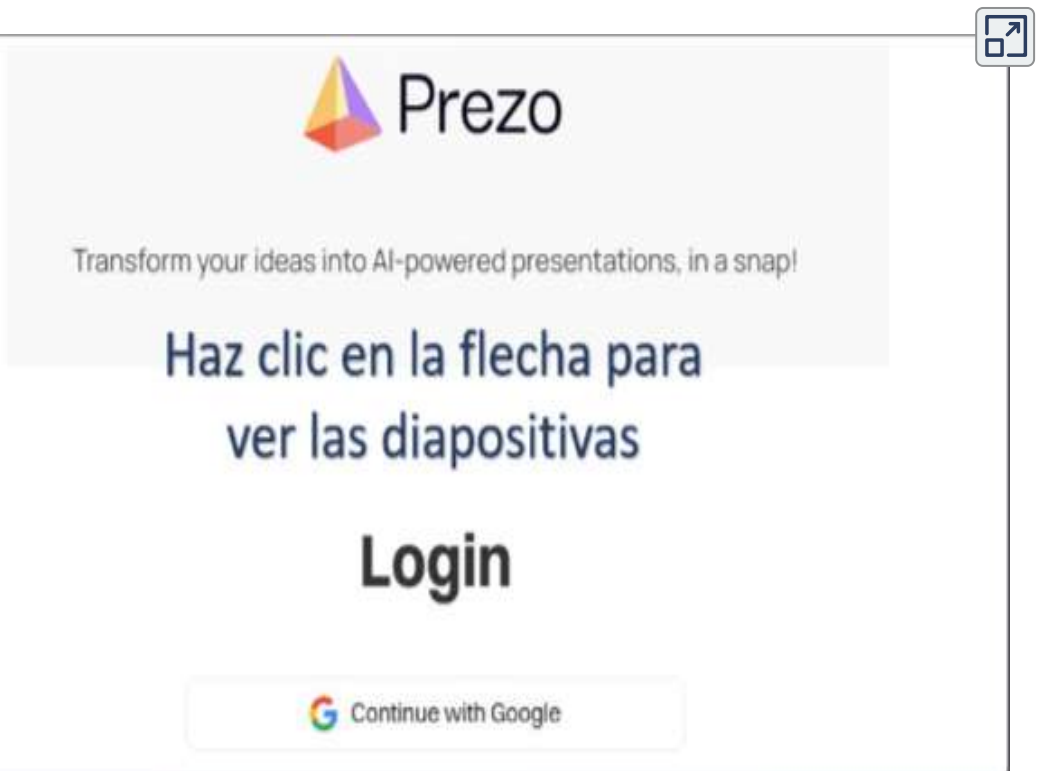 Prezo
Transform your ideas into AI-powered presentations, in a snap!
Haz clic en la flecha para
ver las diapositivas
Login
Continue with Google